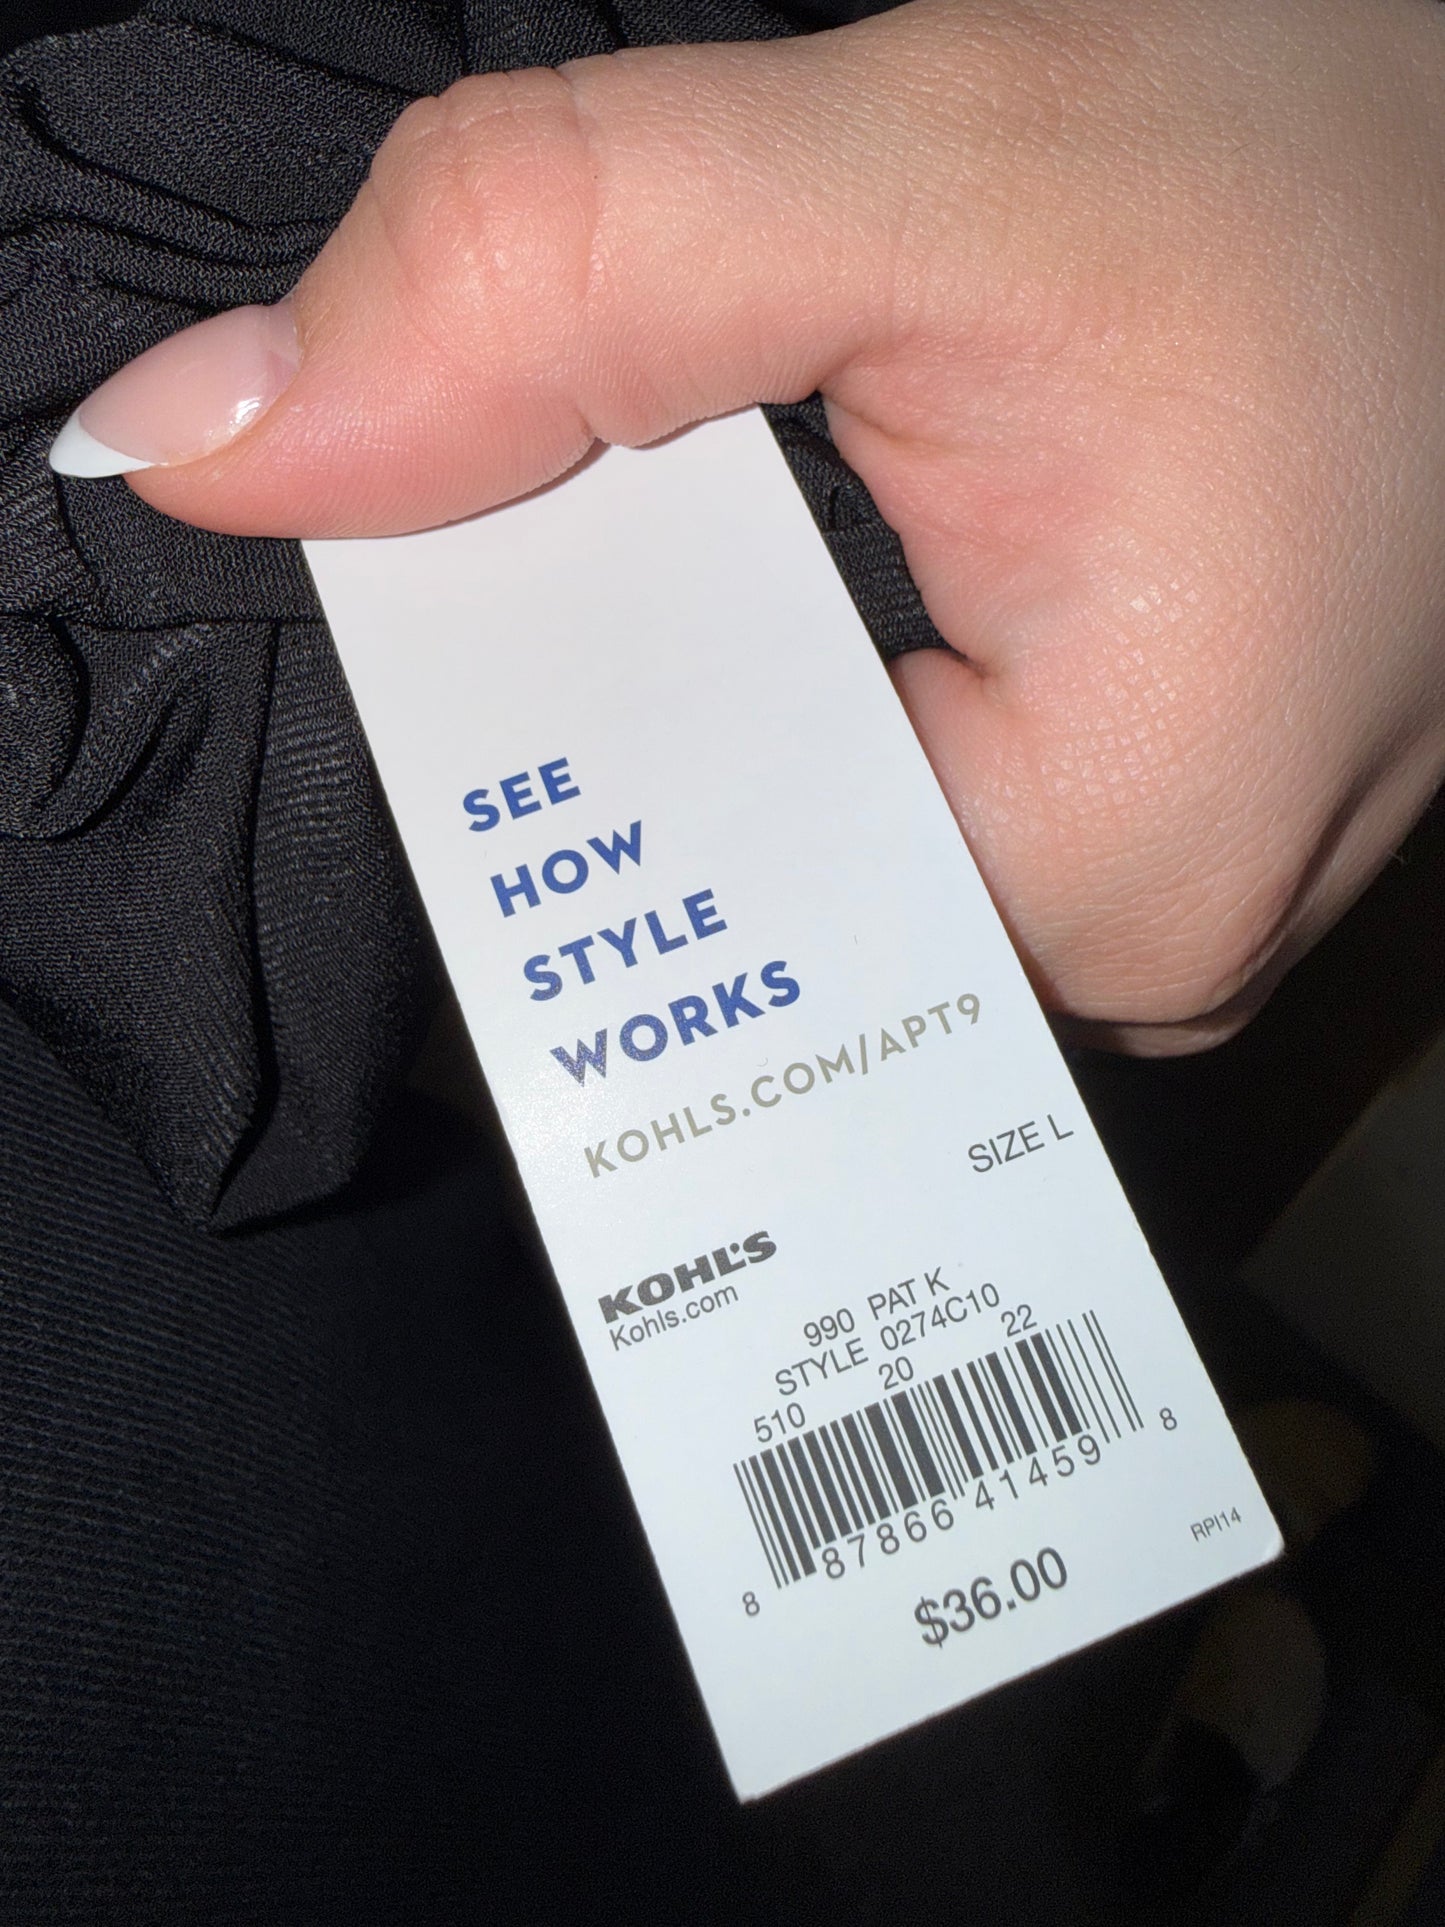 SEE
HOW
STYLE
WORKS
KOHLS.COM/APT9
SIZE L
KOHL'S
Kohls.com
990 PAT K
STYLE 0274C10
510 20 22
8 87866 41459 8
RPI14
$36.00